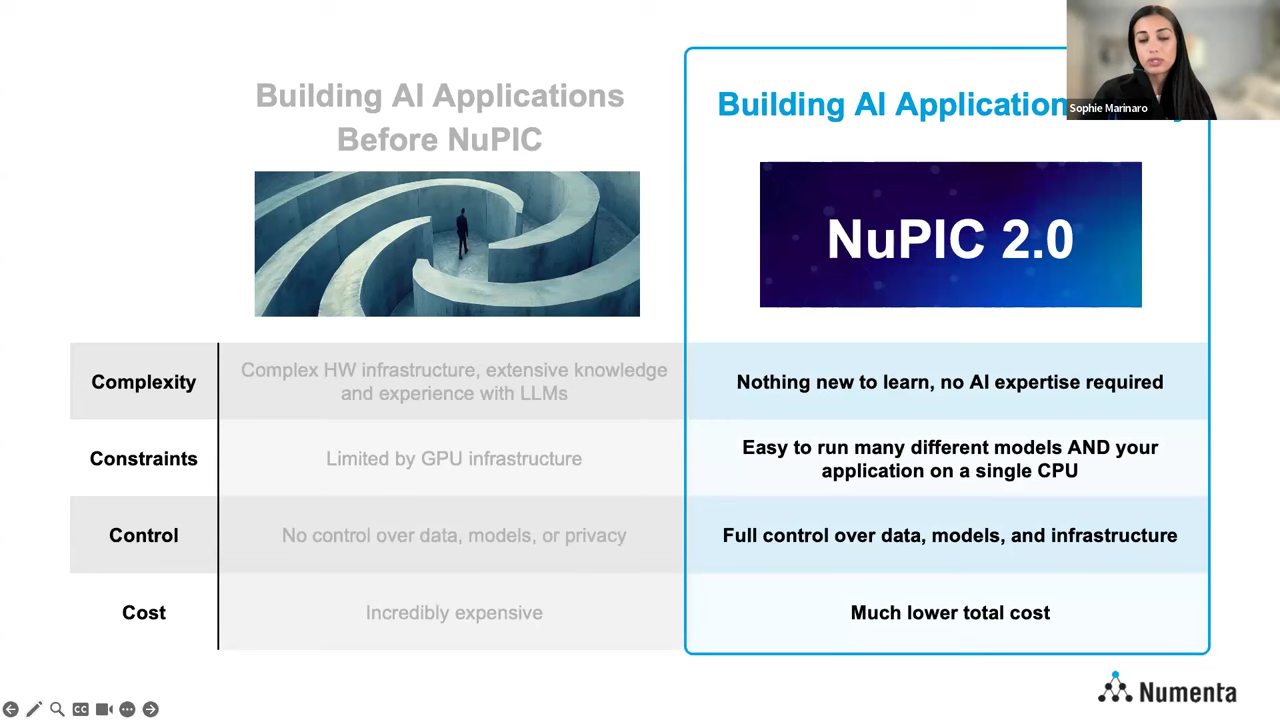 Building AI Applications
Before NuPIC
Building AI Application
Sophie Marinaro
NuPIC 2.0
Complexity
Complex HW infrastructure, extensive knowledge
and experience with LLMs
Nothing new to learn, no AI expertise required
Constraints
Limited by GPU infrastructure
Easy to run many different models AND your
application on a single CPU
Control
No control over data, models, or privacy
Full control over data, models, and infrastructure
Cost
Incredibly expensive
Much lower total cost
CC
Numenta